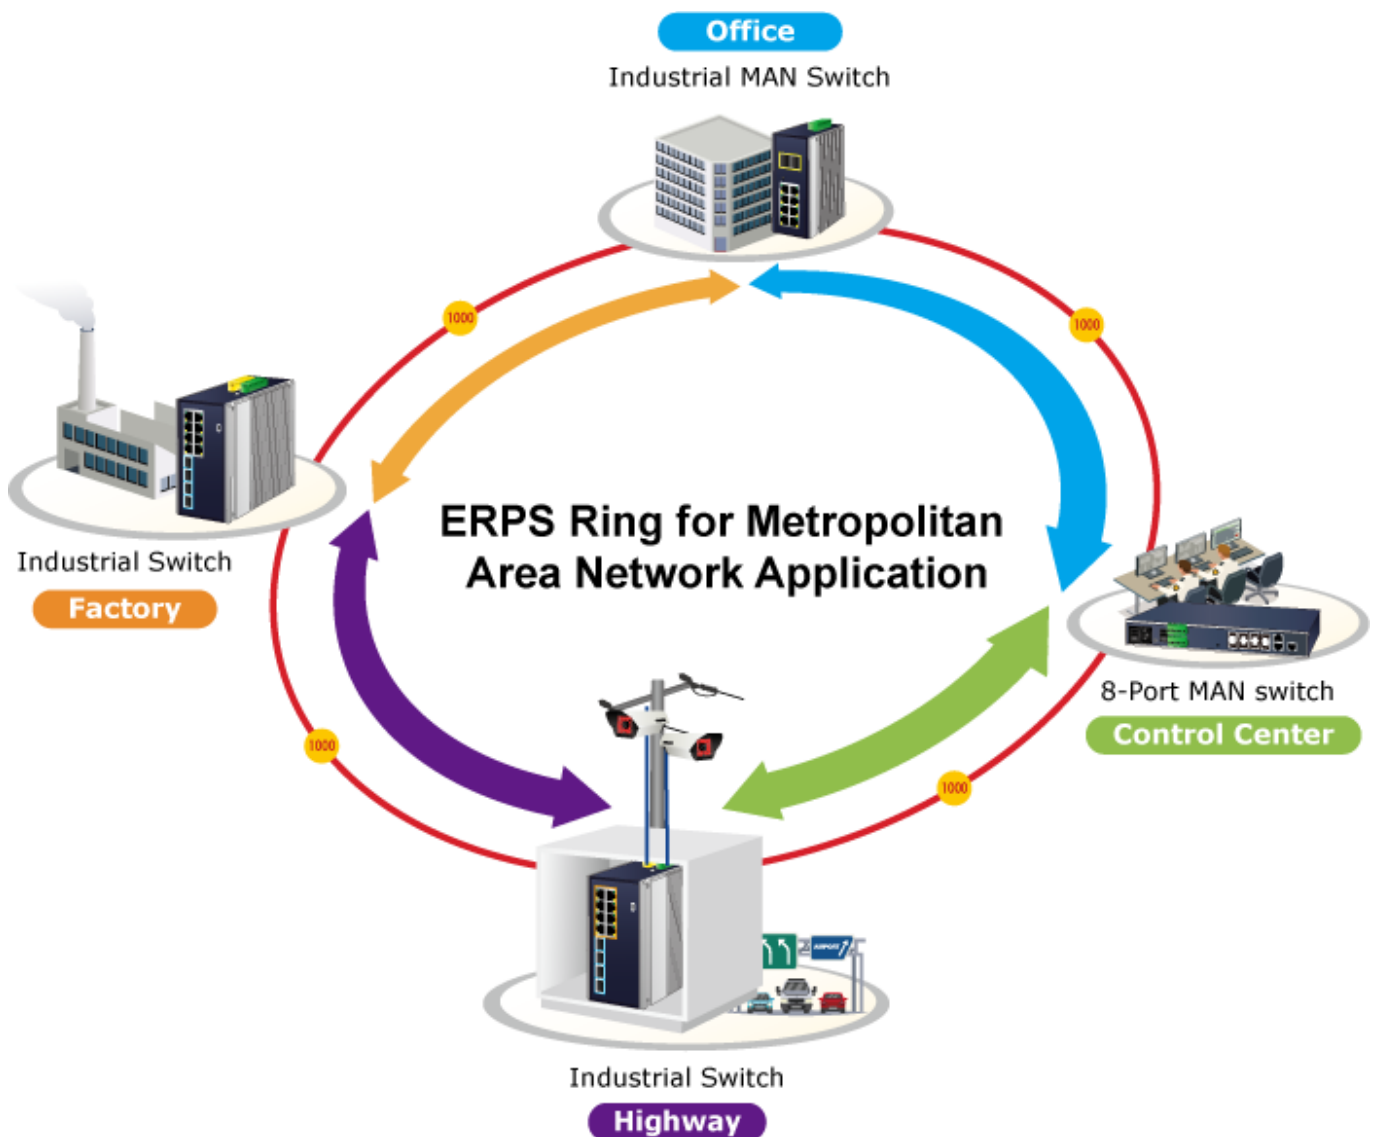 Office
Industrial MAN Switch
1000
1000
ERPS Ring for Metropolitan
Area Network Application
Industrial Switch
Factory
8-Port MAN switch
Control Center
1000
1000
AIRPORT
Industrial Switch
Highway